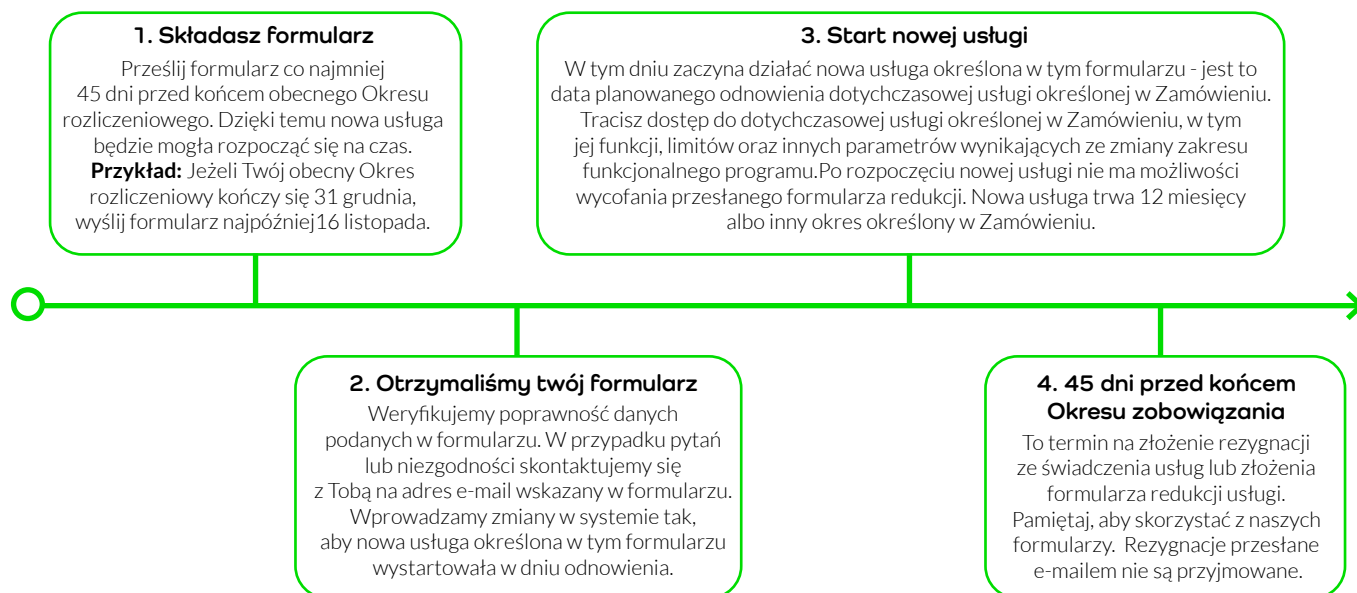 1. Składasz formularz
Prześlij formularz co najmniej
45 dni przed końcem obecnego Okresu
rozliczeniowego. Dzięki temu nowa usługa
będzie mogła rozpocząć się na czas.
Przykład: Jeżeli Twój obecny Okres
rozliczeniowy kończy się 31 grudnia,
wyślij formularz najpóźniej16 listopada.
2. Otrzymaliśmy twój formularz
Weryfikujemy poprawność danych
podanych w formularzu. W przypadku pytań
lub niezgodności skontaktujemy się
z Tobą na adres e-mail wskazany w formularzu.
Wprowadzamy zmiany w systemie tak,
aby nowa usługa określona w tym formularzu
wystartowała w dniu odnowienia.
3. Start nowej usługi
W tym dniu zaczyna działać nowa usługa określona w tym formularzu - jest to
data planowanego odnowienia dotychczasowej usługi określonej w Zamówieniu.
Tracisz dostęp do dotychczasowej usługi określonej w Zamówieniu, w tym
jej funkcji, limitów oraz innych parametrów wynikających ze zmiany zakresu
funkcjonalnego programu.Po rozpoczęciu nowej usługi nie ma możliwości
wycofania przesłanego formularza redukcji. Nowa usługa trwa 12 miesięcy
albo inny okres określony w Zamówieniu.
4. 45 dni przed końcem
Okresu zobowiązania
To termin na złożenie rezygnacji
ze świadczenia usług lub złożenia
formularza redukcji usługi.
Pamiętaj, aby skorzystać z naszych
formularzy. Rezygnacje przesłane
e-mailem nie są przyjmowane.